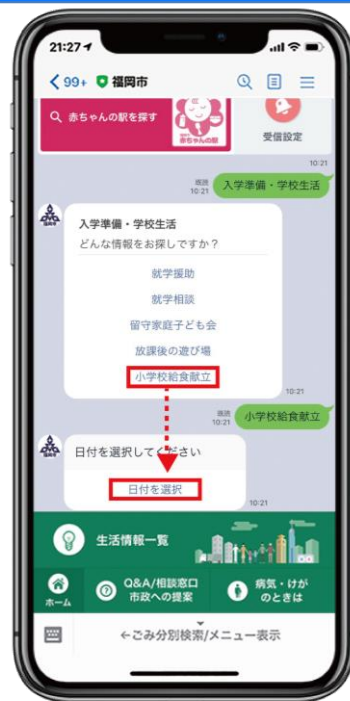 21:27
99+ 福岡市
赤ちゃんの駅を探す
赤ちゃんの駅
受信設定
10:21
既読
10:21
入学準備・学校生活
入学準備・学校生活
どんな情報をお探しですか?
就学援助
就学相談
留守家庭子ども会
放課後の遊び場
小学校給食献立
10:21
既読
10:21
小学校給食献立
日付を選択してください
日付を選択
10:21
生活情報一覧
ホーム
Q&A/相談窓口
市政への提案
病気・けが
のときは
←ごみ分別検索/メニュー表示